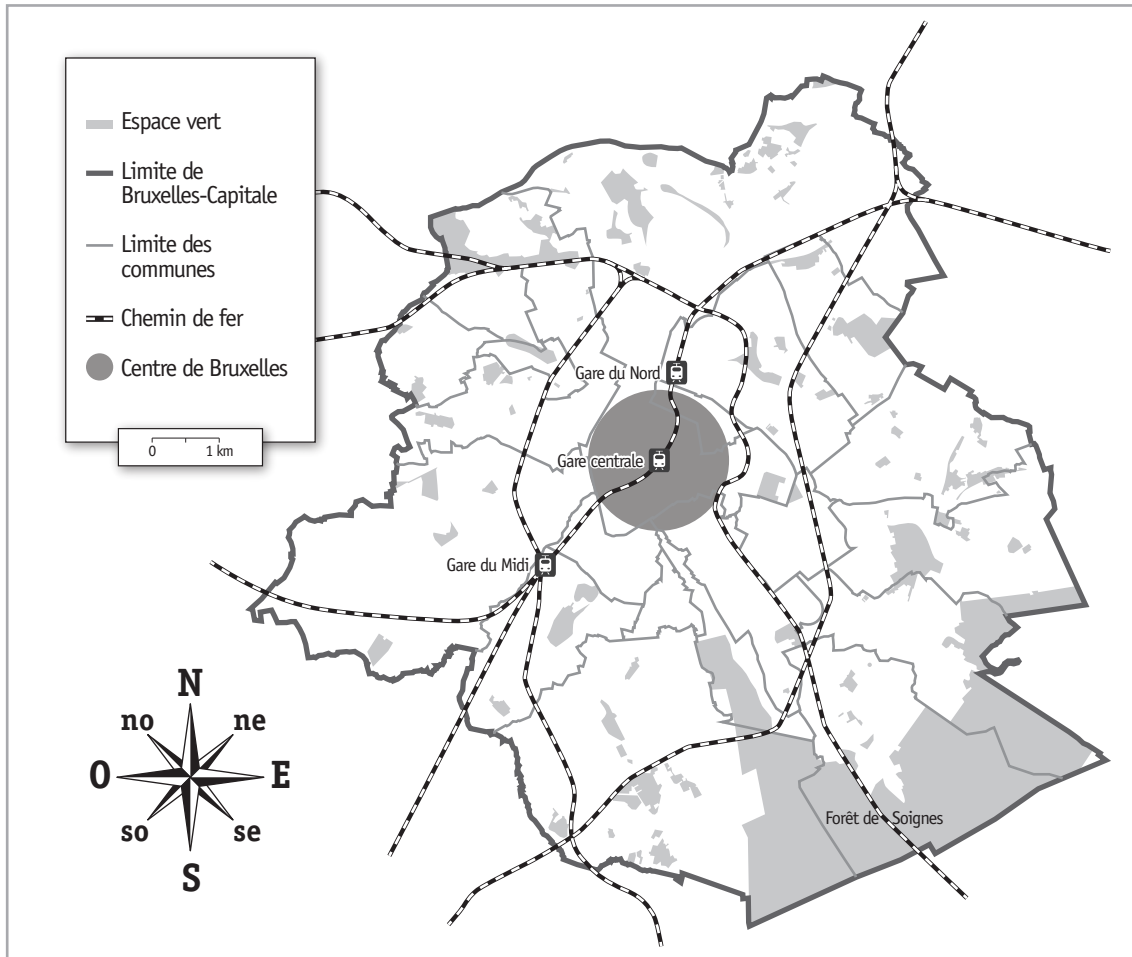 Espace vert
Limite de
Bruxelles-Capitale
Limite des
communes
Chemin de fer
Centre de Bruxelles
0 1 km
Gare du Nord
Gare centrale
Gare du Midi
Forêt de Soignes
N
no ne
O E
so se
S